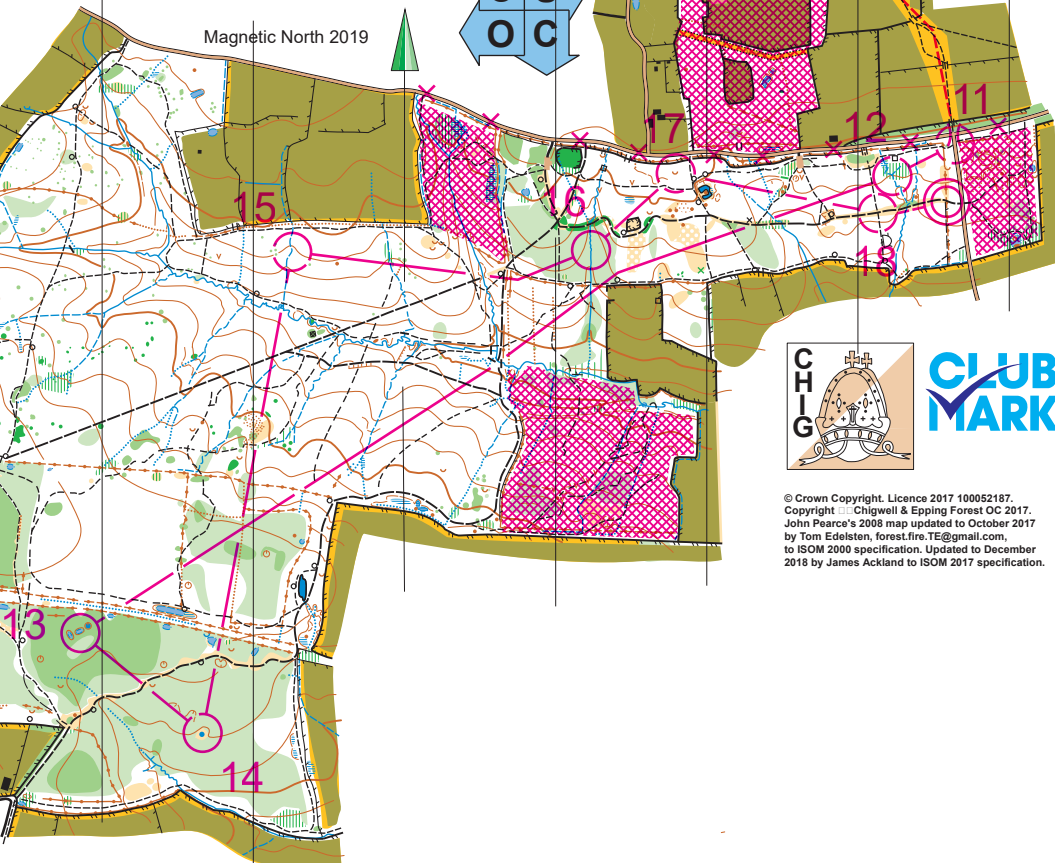 Magnetic North 2019
O C
11
12
17
16
15
18
CHIG
CLUB
MARK
© Crown Copyright. Licence 2017 100052187.
Copyright □□Chigwell & Epping Forest OC 2017.
John Pearce's 2008 map updated to October 2017
by Tom Edelsten, forest.fire.TE@gmail.com,
to ISOM 2000 specification. Updated to December
2018 by James Ackland to ISOM 2017 specification.
13
14